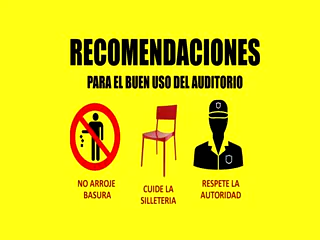 RECOMENDACIONES
PARA EL BUEN USO DEL AUDITORIO
NO ARROJE
BASURA
CUIDE LA
SILLETERIA
RESPETE LA
AUTORIDAD